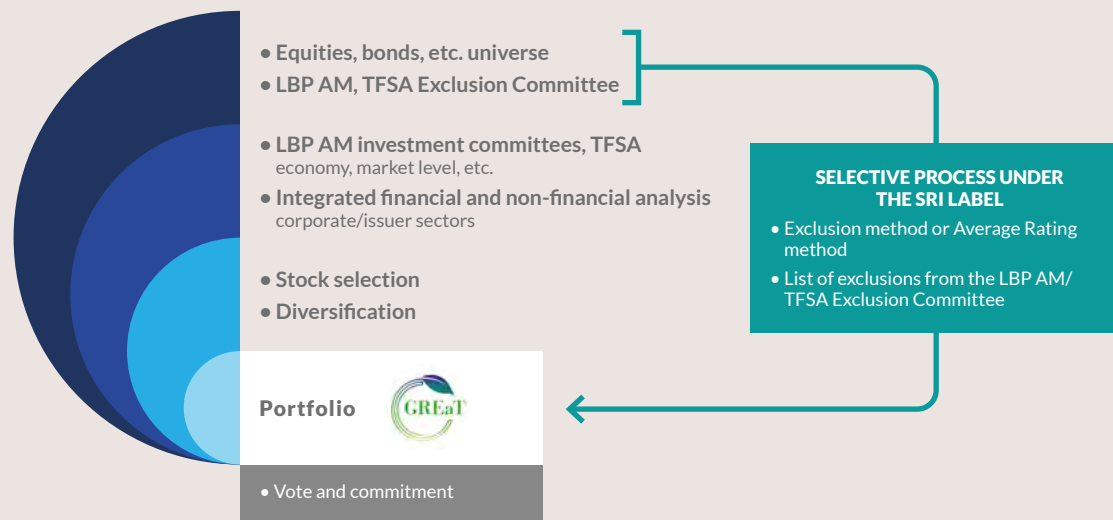 • Equities, bonds, etc. universe
• LBP AM, TFSA Exclusion Committee
• LBP AM investment committees, TFSA
economy, market level, etc.
• Integrated financial and non-financial analysis
corporate/issuer sectors
• Stock selection
• Diversification
Portfolio
GREaT
• Vote and commitment
SELECTIVE PROCESS UNDER
THE SRI LABEL
• Exclusion method or Average Rating
method
• List of exclusions from the LBP AM/
TFSA Exclusion Committee